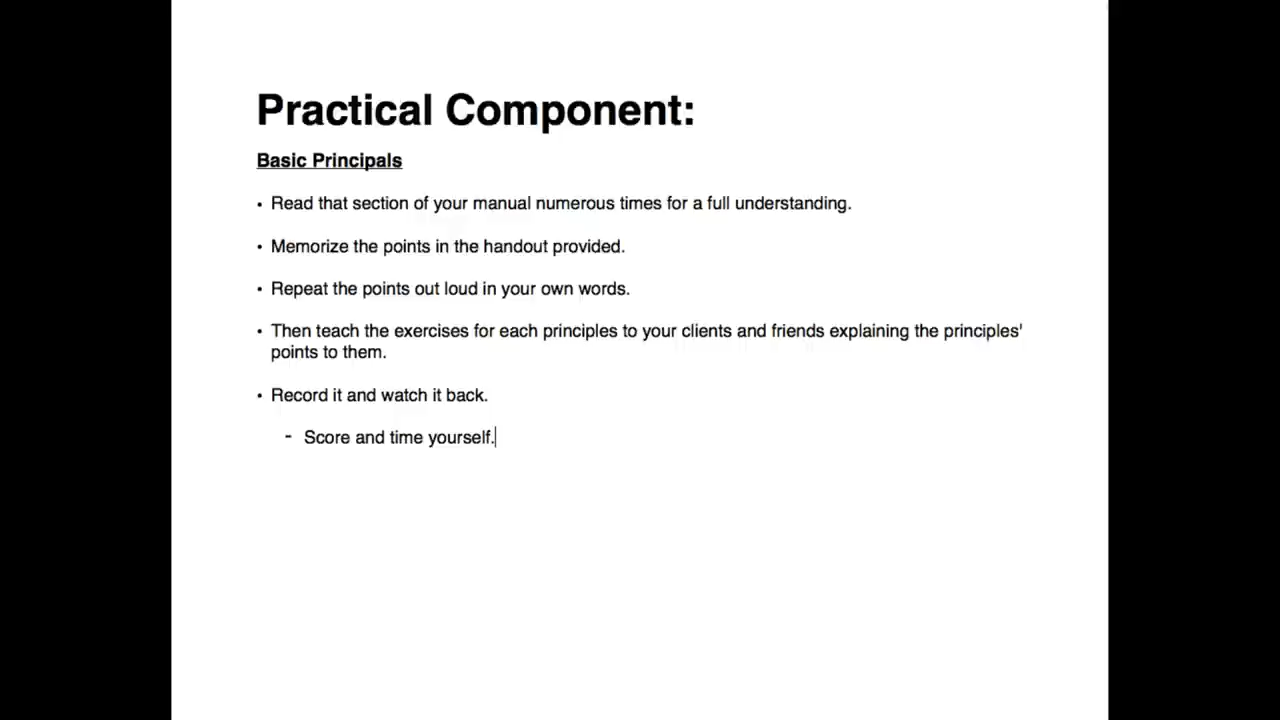 Practical Component:
Basic Principals
• Read that section of your manual numerous times for a full understanding.
• Memorize the points in the handout provided.
• Repeat the points out loud in your own words.
• Then teach the exercises for each principles to your clients and friends explaining the principles'
points to them.
• Record it and watch it back.
- Score and time yourself.